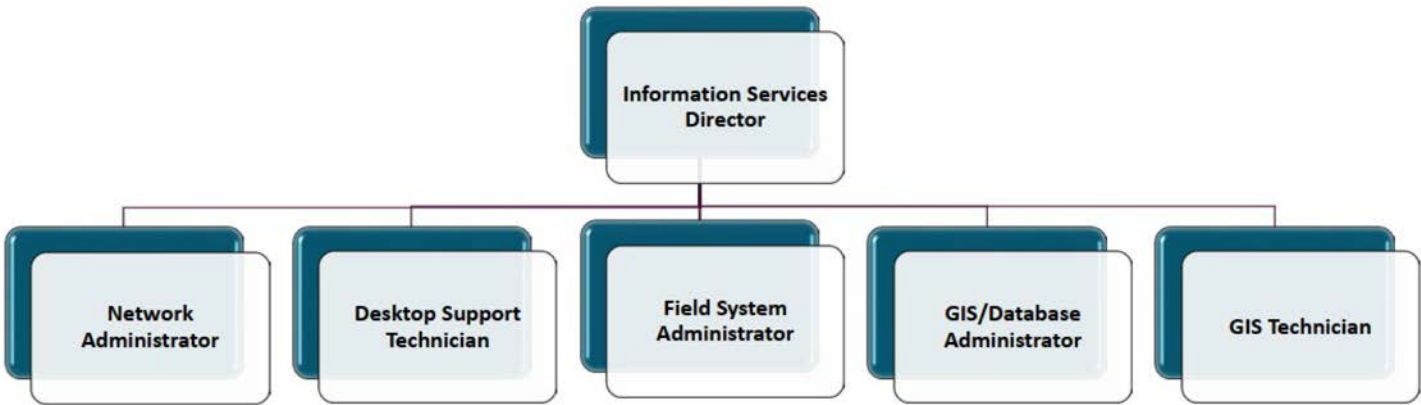 Information Services
Director
Network
Administrator
Desktop Support
Technician
Field System
Administrator
GIS/Database
Administrator
GIS Technician